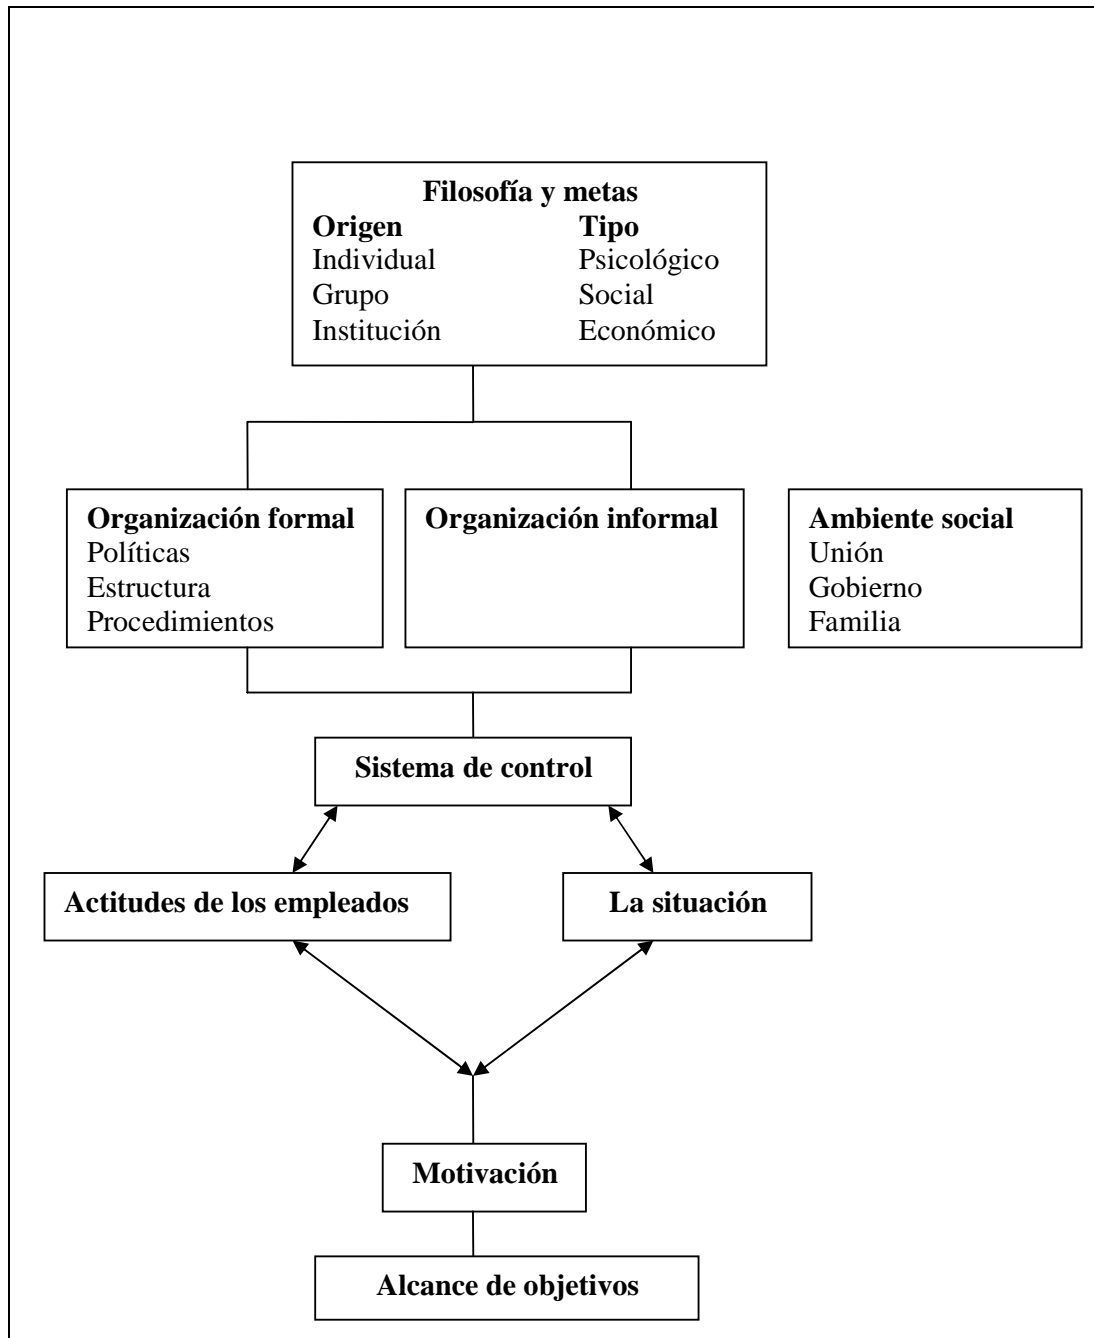 Filosofía y metas
Origen Tipo
Individual Psicológico
Grupo Social
Institución Económico
Organización formal
Políticas
Estructura
Procedimientos
Organización informal
Ambiente social
Unión
Gobierno
Familia
Sistema de control
Actitudes de los empleados
La situación
Motivación
Alcance de objetivos